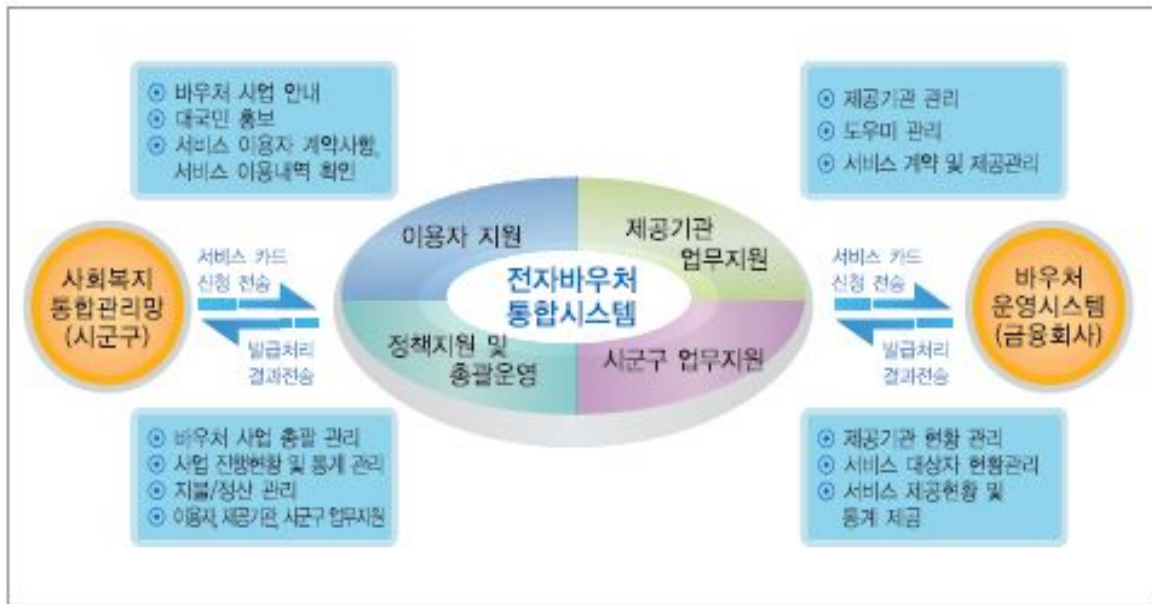 바우처 사업 안내
대국민 홍보
서비스 이용자 계약사항,
서비스 이용내역 확인
제공기관 관리
도우미 관리
서비스 계약 및 제공관리
이용자 지원
제공기관
업무지원
전자바우처
통합시스템
정책지원 및
총괄운영
시군구 업무지원
사회복지
통합관리망
(시군구)
서비스 카드
신청 전송
발급처리
결과전송
서비스 카드
신청 전송
발급처리
결과전송
바우처
운영시스템
(금융회사)
바우처 사업 총괄 관리
사업 진행현황 및 통계 관리
지불/정산 관리
이용자, 제공기관, 시군구 업무지원
제공기관 현황 관리
서비스 대상자 현황관리
서비스 제공현황 및
통계 제공